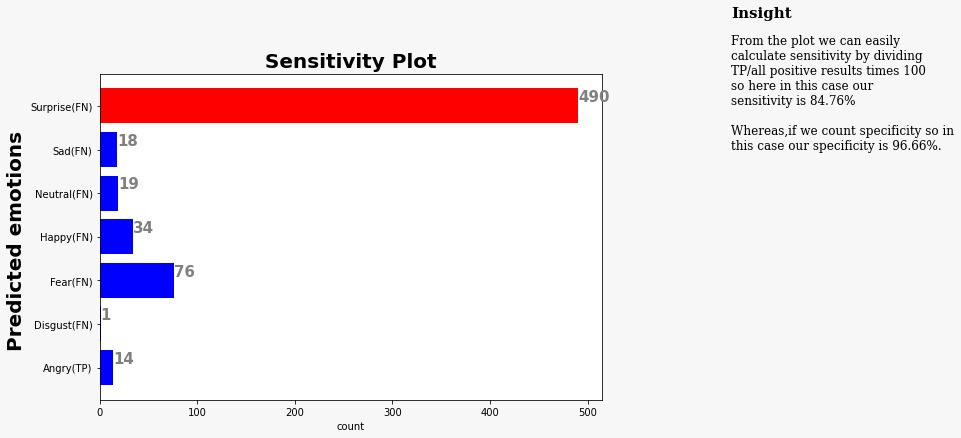 Insight
From the plot we can easily
calculate sensitivity by dividing
TP/all positive results times 100
so here in this case our
sensitivity is 84.76%
Whereas,if we count specificity so in
this case our specificity is 96.66%.
Sensitivity Plot
Predicted emotions
Surprise(FN) 490
Sad(FN) 18
Neutral(FN) 19
Happy(FN) 34
Fear(FN) 76
Disgust(FN) 1
Angry(TP) 14
0 100 200 300 400 500
count